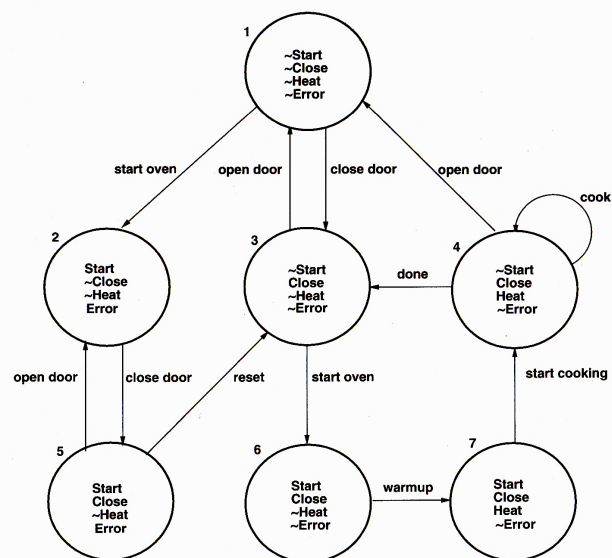 1
~Start
~Close
~Heat
~Error
start oven
open door
close door
open door
cook
2
Start
~Close
~Heat
Error
3
~Start
Close
~Heat
~Error
done
4
~Start
Close
Heat
~Error
open door
close door
reset
start oven
start cooking
5
Start
Close
~Heat
Error
6
Start
Close
~Heat
~Error
warmup
7
Start
Close
Heat
~Error